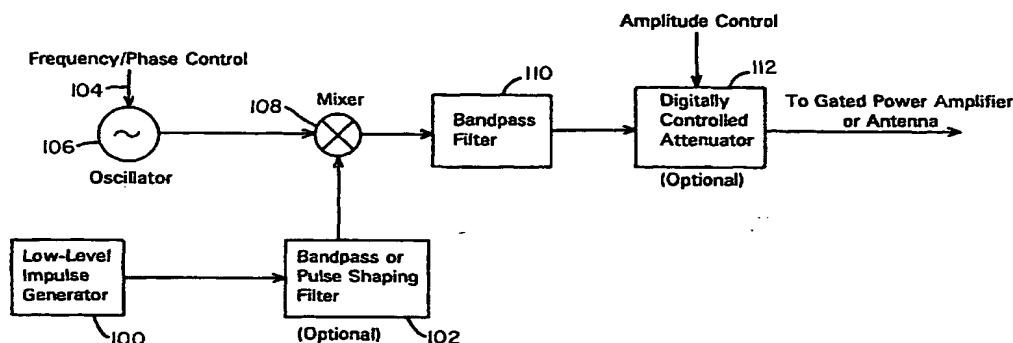 Amplitude Control
Frequency/Phase Control
104
106
~
Oscillator
108
Mixer
110
Bandpass
Filter
112
Digitally
Controlled
Attenuator
(Optional)
To Gated Power Amplifier
or Antenna
Low-Level
Impulse
Generator
100
Bandpass or
Pulse Shaping
Filter
(Optional)
102